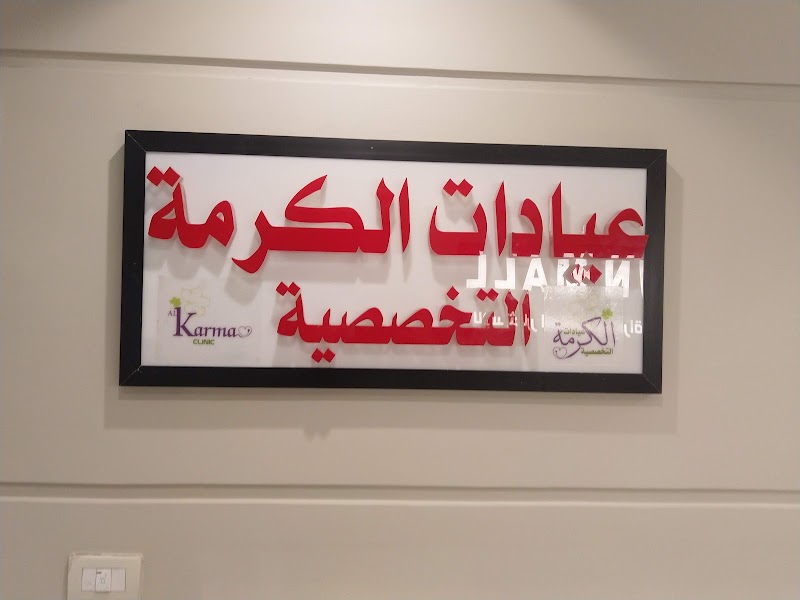 عيادات الكرمة
التخصصية
AL
Karma
CLINIC
عيادات
الكرمة
التخصصية